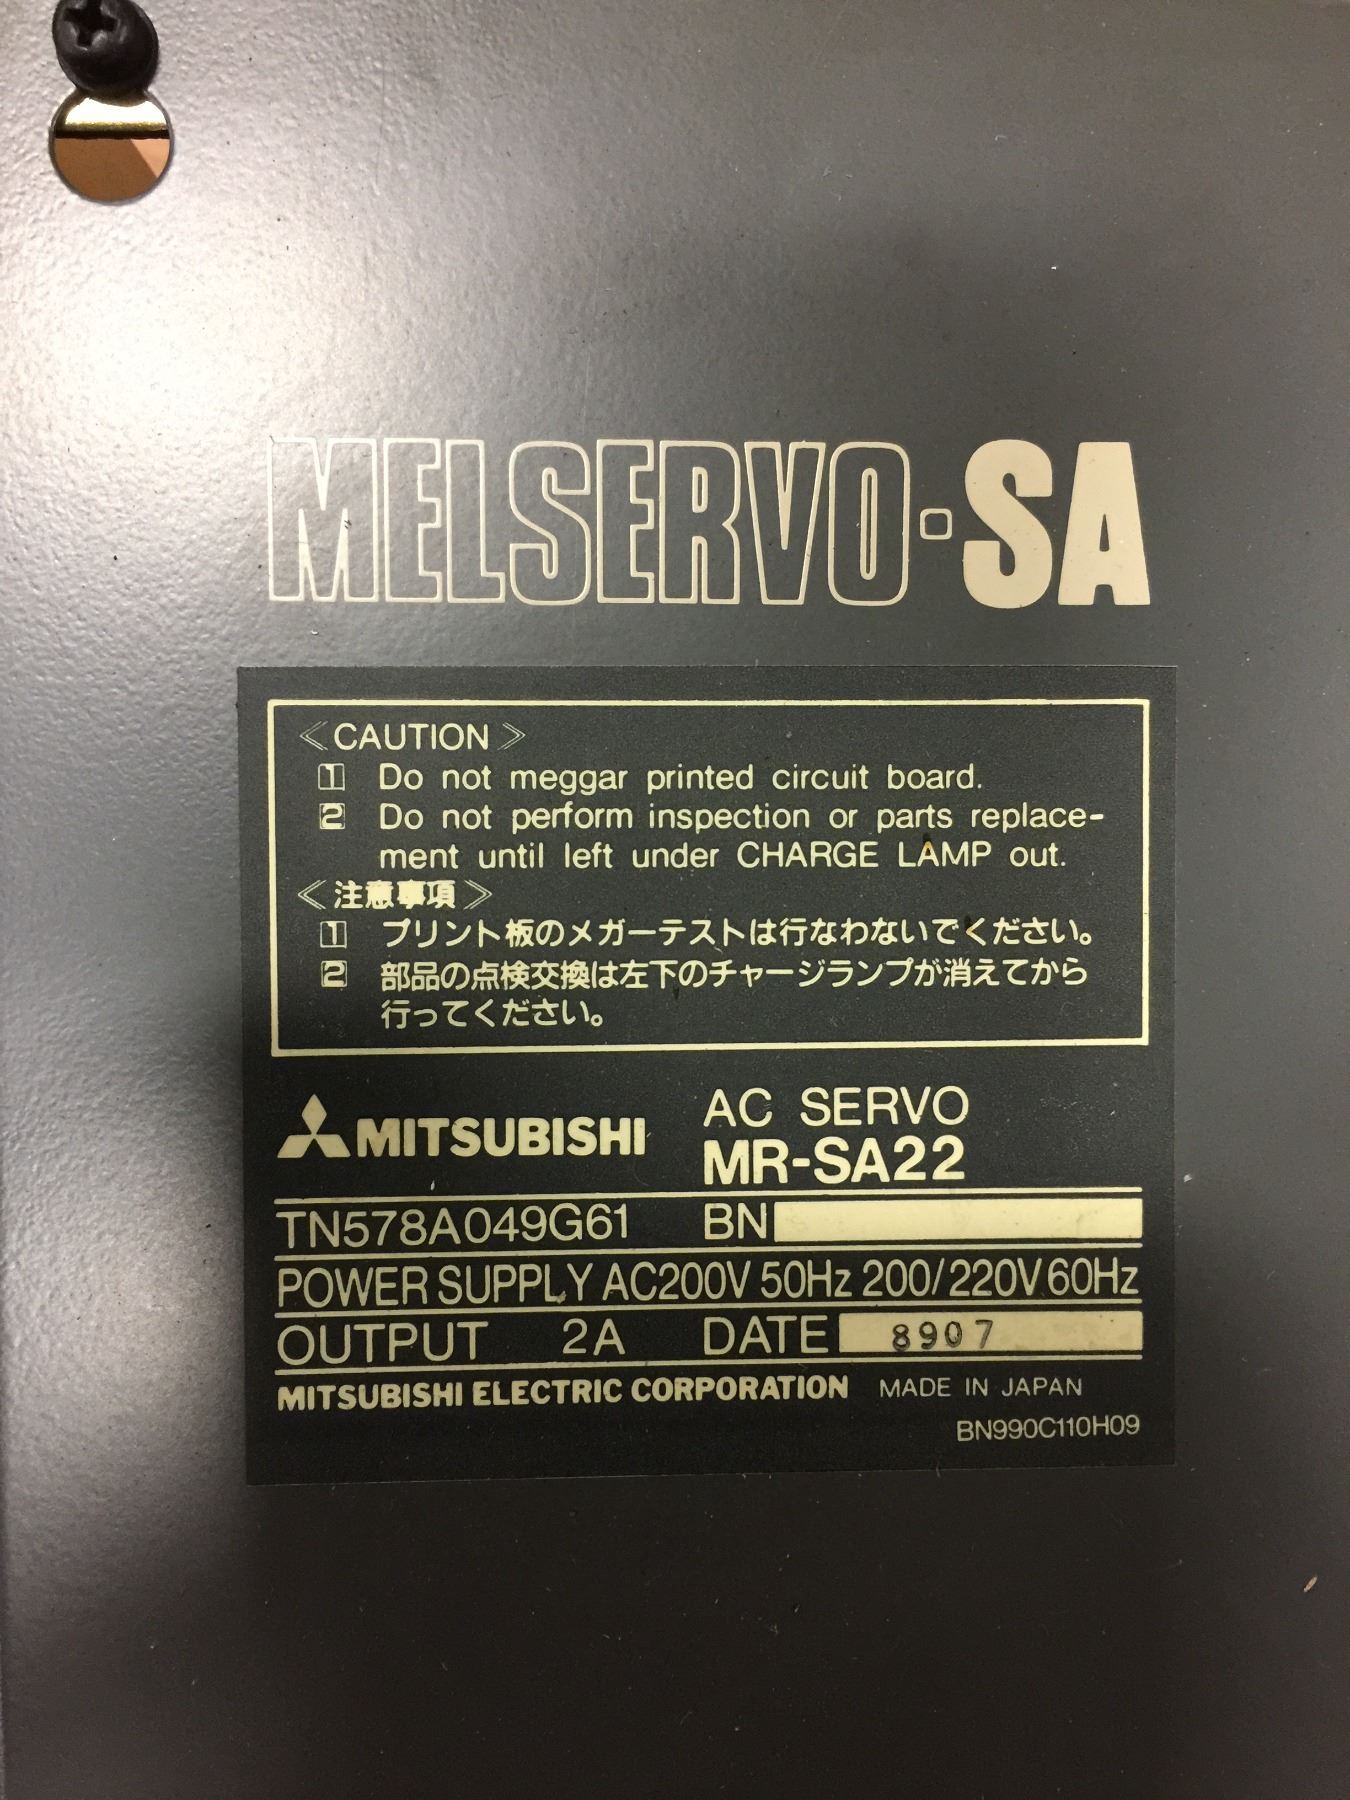 MELSERVO-SA
≪CAUTION≫
1 Do not meggar printed circuit board.
2 Do not perform inspection or parts replace-
ment until left under CHARGE LAMP out.
≪注意事項≫
1 プリント板のメガーテストは行なわないでください。
2 部品の点検交換は左下のチャージランプが消えてから
行ってください。
MITSUBISHI
AC SERVO
MR-SA22
TN578A049G61 BN
POWER SUPPLY AC200V 50Hz 200/220V 60Hz
OUTPUT 2A DATE 8907
MITSUBISHI ELECTRIC CORPORATION MADE IN JAPAN
BN990C110H09